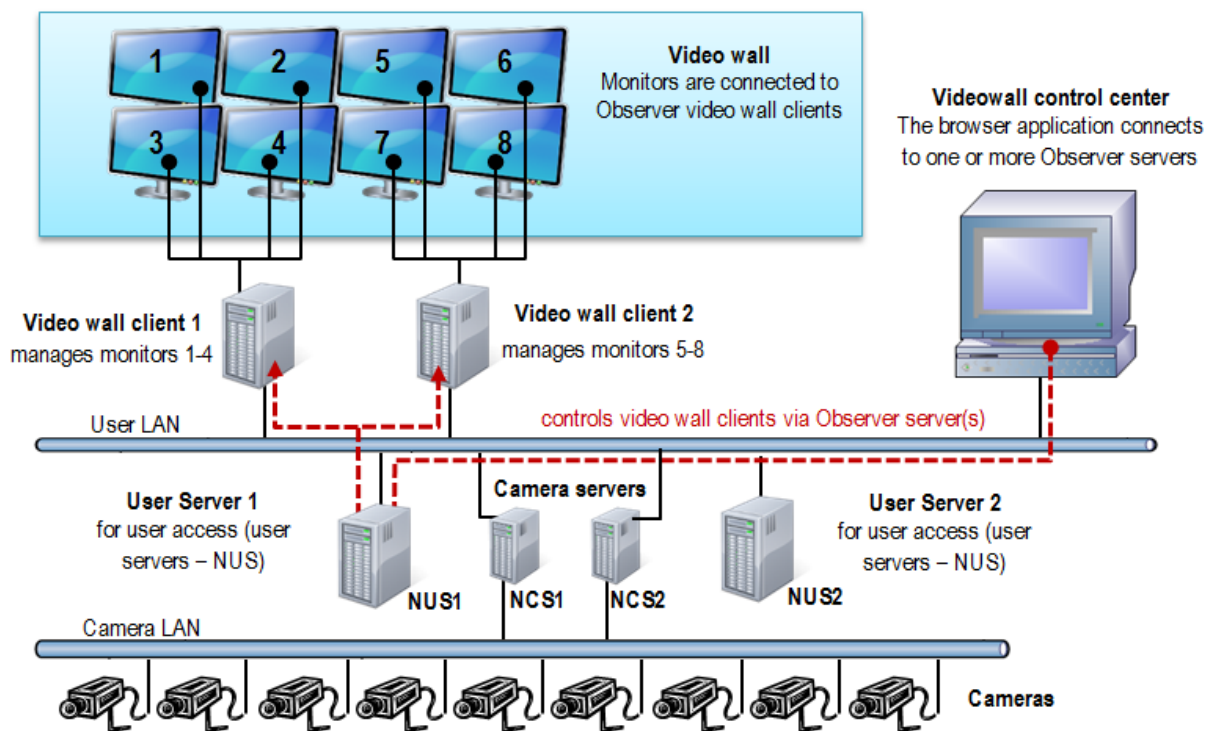 1
2
5
6
3
4
7
8
Video wall
Monitors are connected to
Observer video wall clients
Videowall control center
The browser application connects
to one or more Observer servers
Video wall client 1
manages monitors 1-4
Video wall client 2
manages monitors 5-8
User LAN
controls video wall clients via Observer server(s)
User Server 1
for user access (user
servers – NUS)
Camera servers
User Server 2
for user access (user
servers – NUS)
NUS1
NCS1
NCS2
NUS2
Camera LAN
Cameras